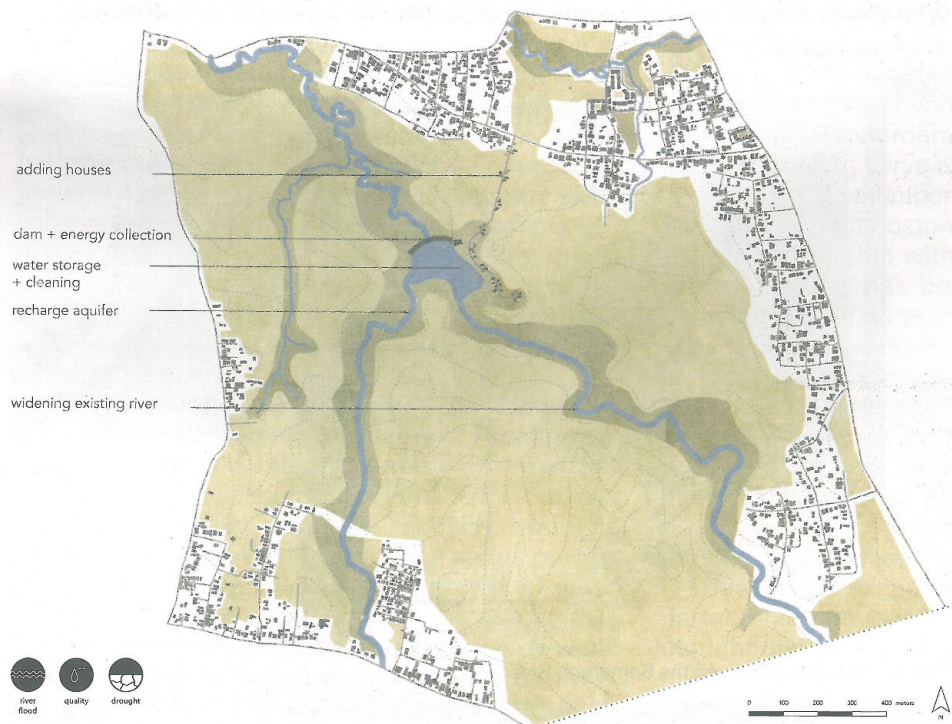 adding houses
dam + energy collection
water storage
+ cleaning
recharge aquifer
widening existing river
river
flood
quality
drought
0 100 200 300 400 meters
N